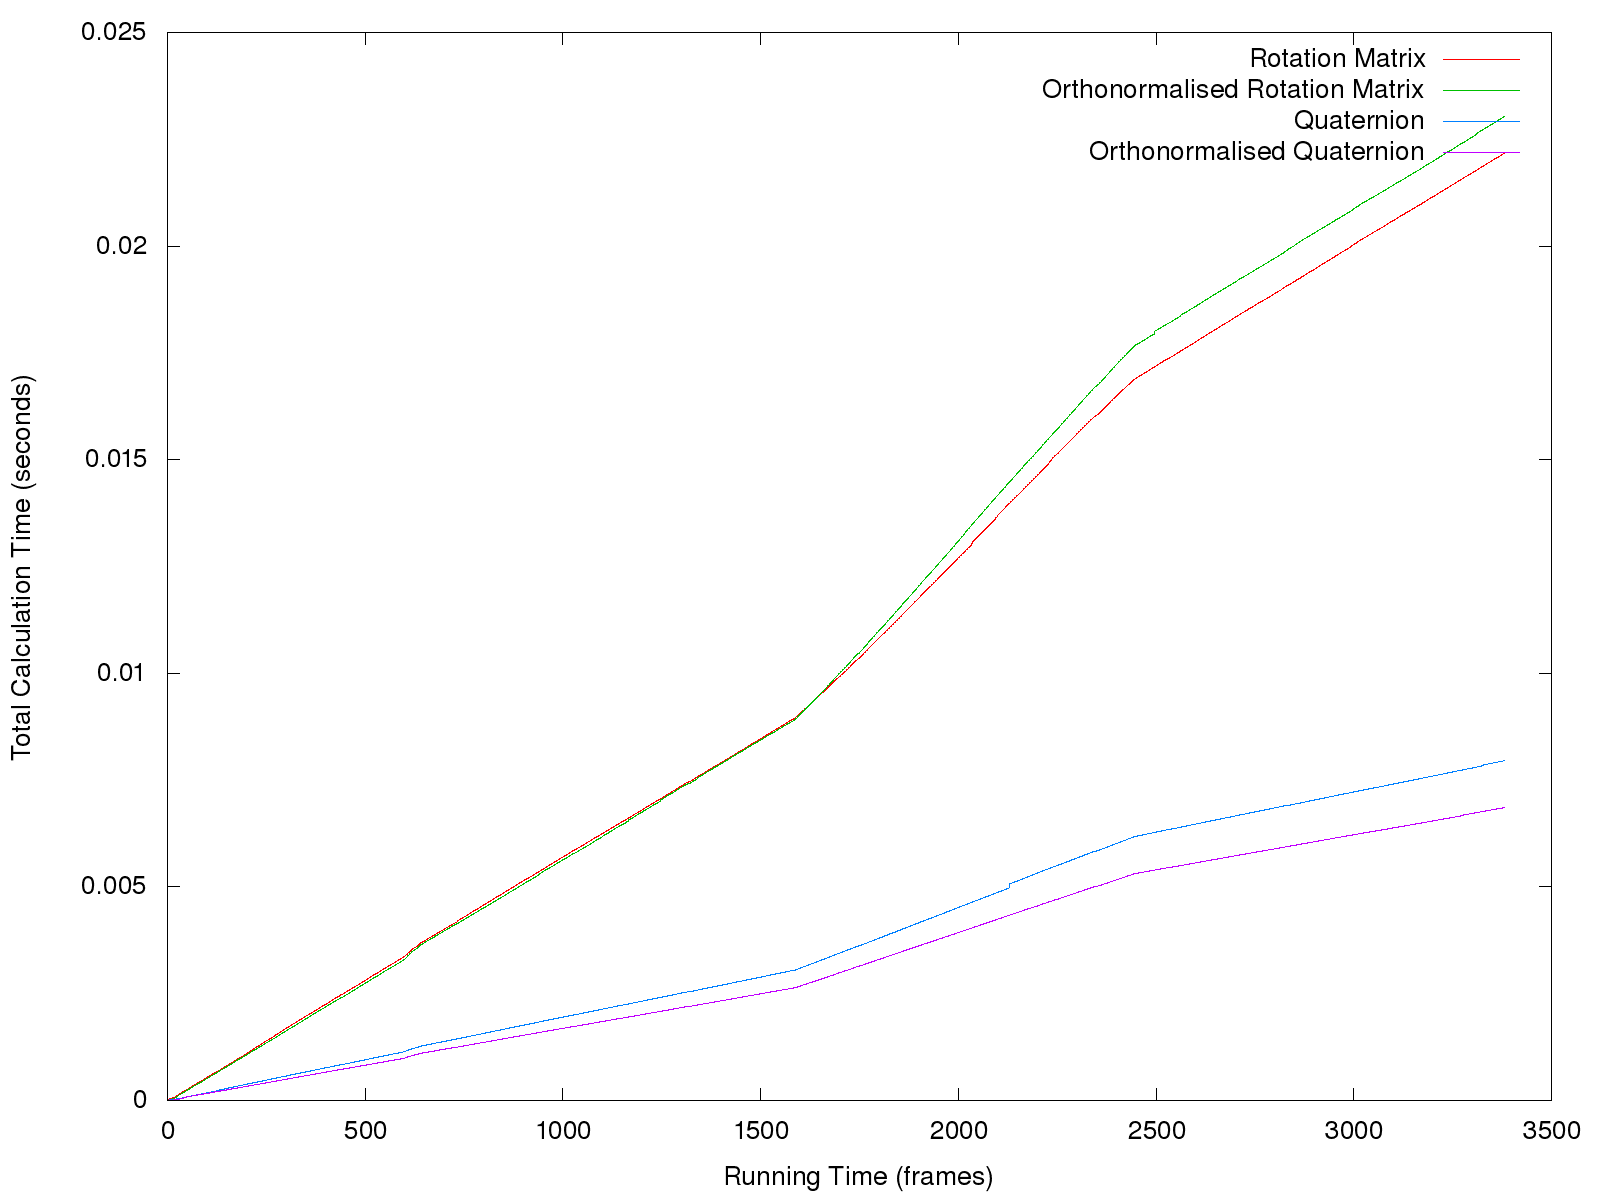 0.025
0.02
0.015
0.01
0.005
0
0 500 1000 1500 2000 2500 3000 3500
Total Calculation Time (seconds)
Running Time (frames)
Rotation Matrix
Orthonormalised Rotation Matrix
Quaternion
Orthonormalised Quaternion